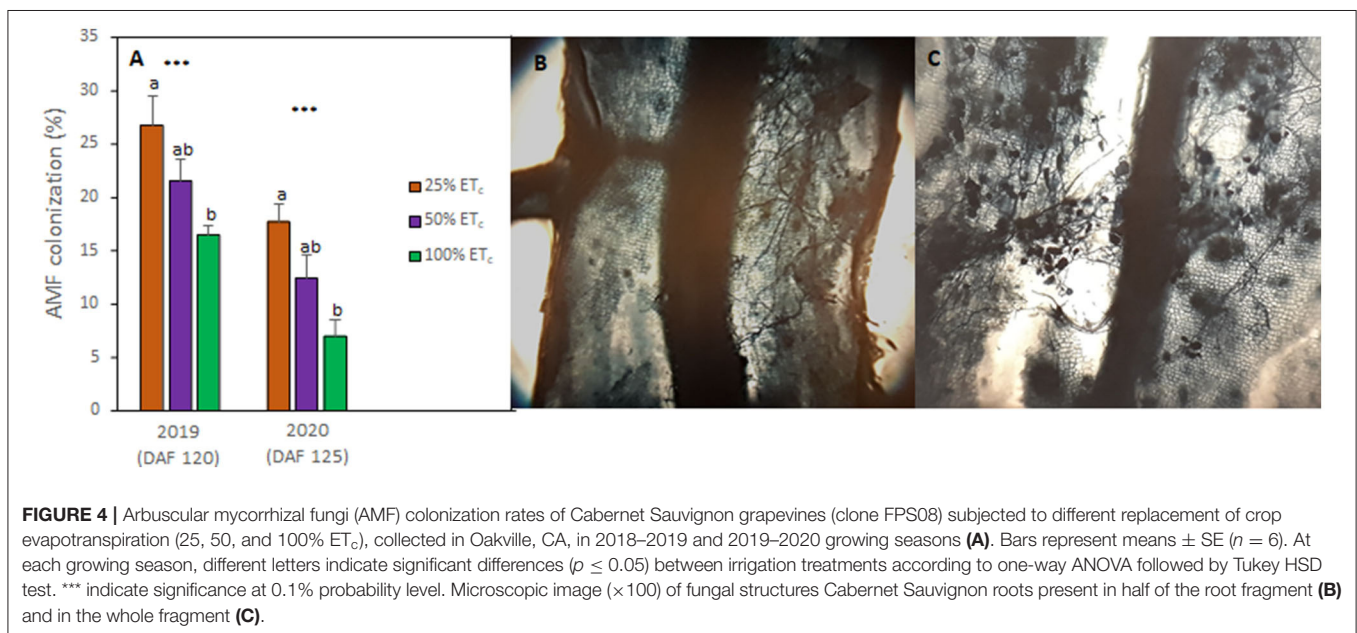 35
30
25
20
15
10
5
0
AMF colonization (%)
A
***
a
ab
b
***
a
ab
b
25% ETc
50% ETc
100% ETc
2019
(DAF 120)
2020
(DAF 125)
B
C
FIGURE 4 | Arbuscular mycorrhizal fungi (AMF) colonization rates of Cabernet Sauvignon grapevines (clone FPS08) subjected to different replacement of crop
evapotranspiration (25, 50, and 100% ETc), collected in Oakville, CA, in 2018–2019 and 2019–2020 growing seasons (A). Bars represent means ± SE (n = 6). At
each growing season, different letters indicate significant differences (p ≤ 0.05) between irrigation treatments according to one-way ANOVA followed by Tukey HSD
test. *** indicate significance at 0.1% probability level. Microscopic image (×100) of fungal structures Cabernet Sauvignon roots present in half of the root fragment (B)
and in the whole fragment (C).